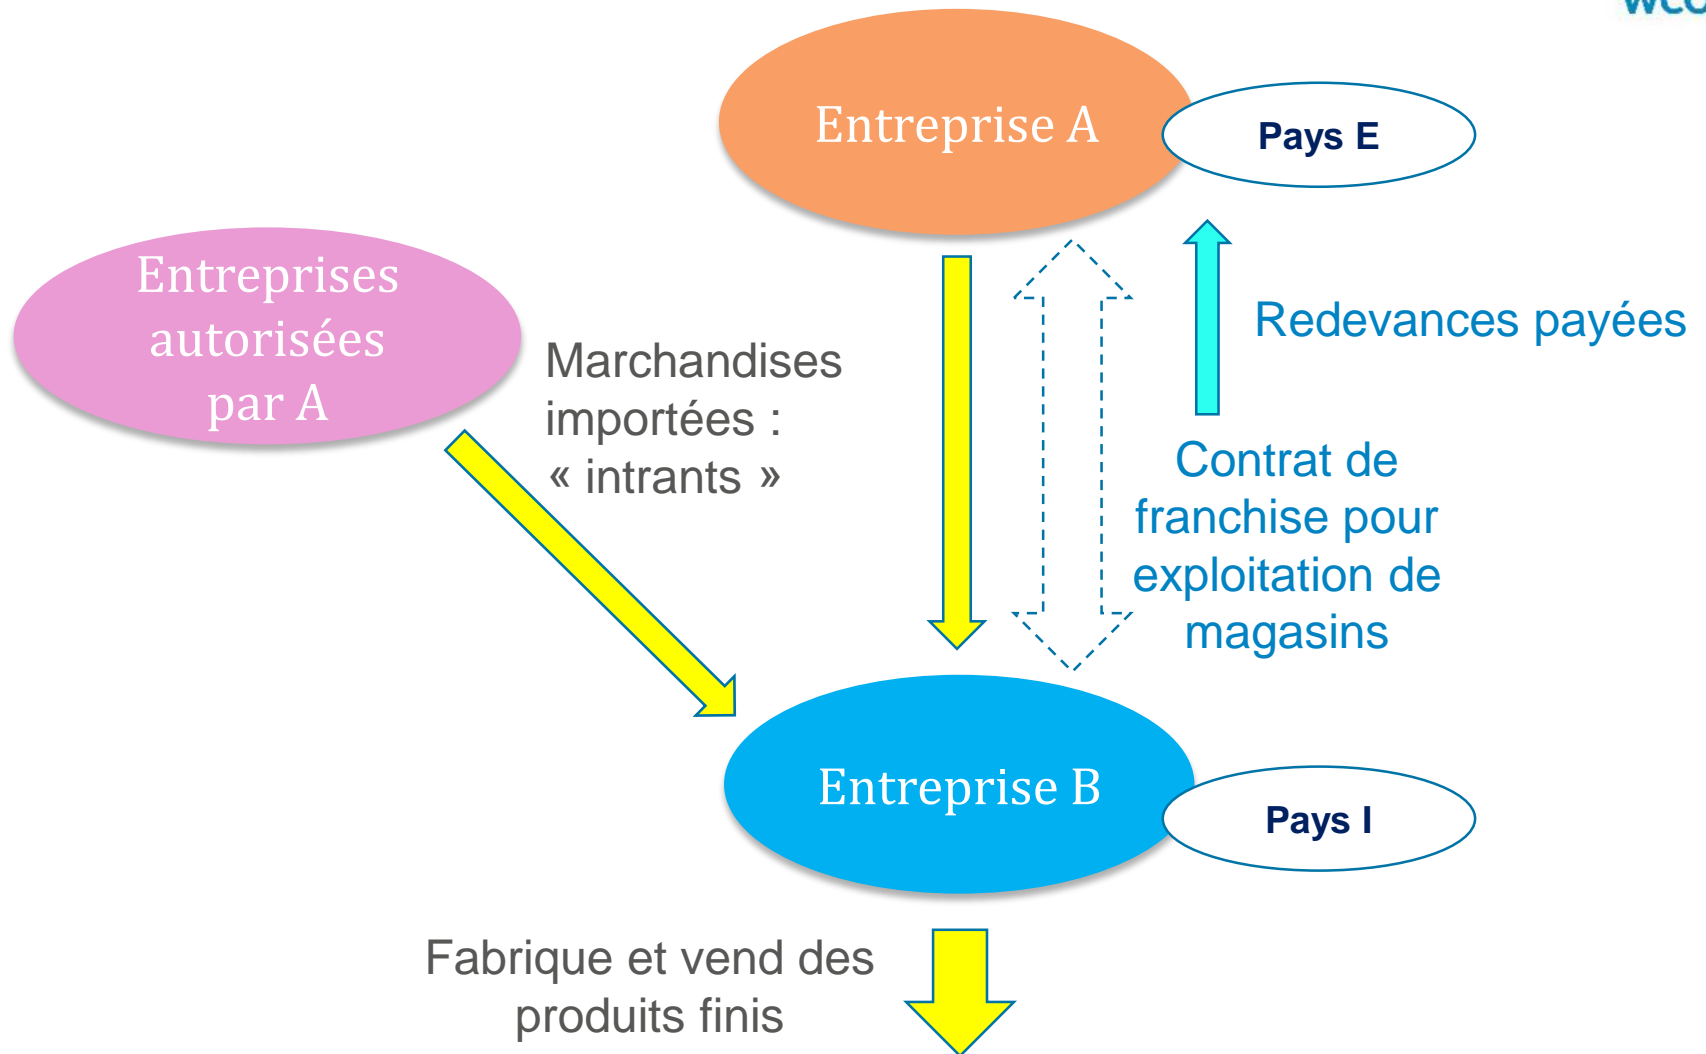 WCO
Entreprise A
Pays E
Entreprises
autorisées
par A
Marchandises
importées :
« intrants »
Redevances payées
Contrat de
franchise pour
exploitation de
magasins
Entreprise B
Pays I
Fabrique et vend des
produits finis